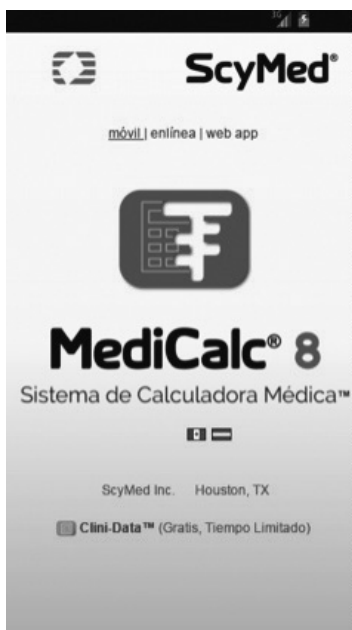 3G
ScyMed®
móvil | enlínea | web app
MediCalc® 8
Sistema de Calculadora Médica™
ScyMed Inc. Houston, TX
Clini-Data™ (Gratis, Tiempo Limitado)